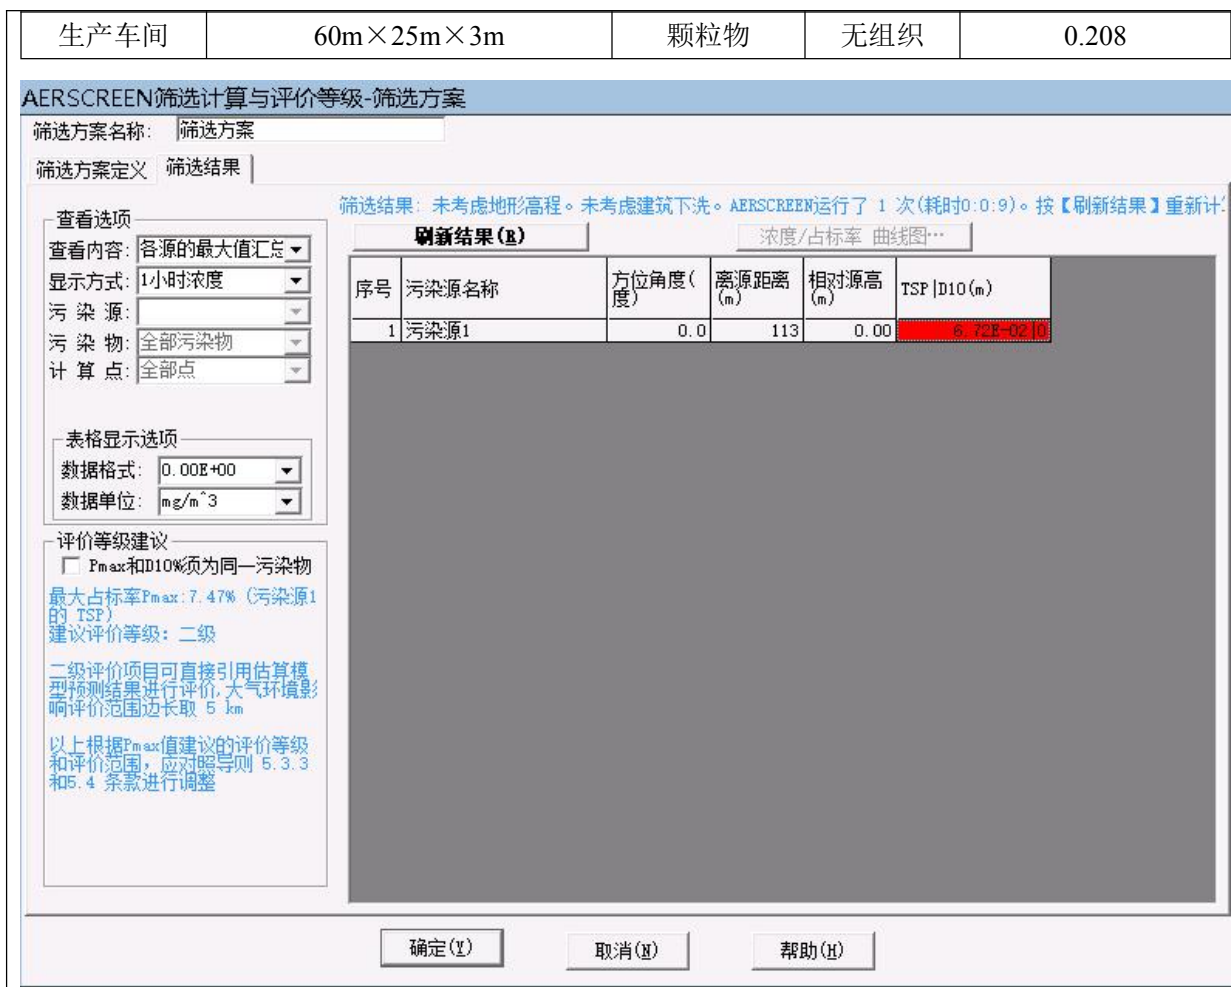 生产车间 60m×25m×3m 颗粒物 无组织 0.208
AERSCREEN筛选计算与评价等级-筛选方案
筛选方案名称: 筛选方案
筛选方案定义 筛选结果
筛选结果: 未考虑地形高程。未考虑建筑下洗。AERSCREEN运行了 1 次(耗时0:0:9)。按【刷新结果】重新计
查看选项
查看内容: 各源的最大值汇总
显示方式: 1小时浓度
污 染 源:
污 染 物: 全部污染物
计 算 点: 全部点
表格显示选项
数据格式: 0.00E+00
数据单位: mg/m^3
评价等级建议
Pmax和D10%须为同一污染物
最大占标率Pmax:7.47% (污染源1
的 TSP)
建议评价等级: 二级
二级评价项目可直接引用估算模
型预测结果进行评价,大气环境影
响评价范围边长取 5 km
以上根据Pmax值建议的评价等级
和评价范围,应对照导则 5.3.3
和5.4 条款进行调整
刷新结果(R) 浓度/占标率 曲线图…
序号 污染源名称 方位角度(度) 离源距离(m) 相对源高(m) TSP|D10(m)
1 污染源1 0.0 113 0.00 6.72E-02|0
确定(Y) 取消(N) 帮助(H)